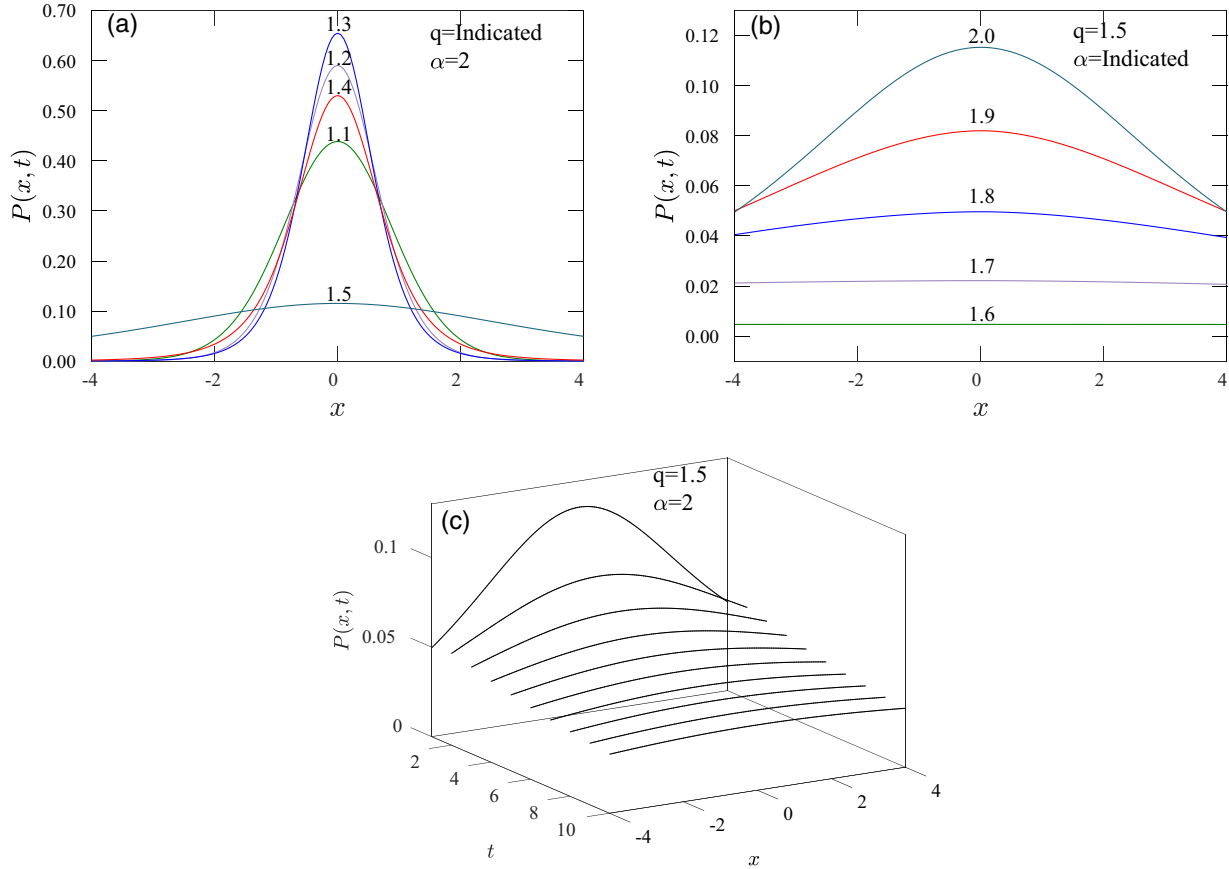 (a)
q=Indicated
α=2
1.3
1.2
1.4
1.1
1.5
0.70
0.60
0.50
0.40
0.30
0.20
0.10
0.00
P(x, t)
-4 -2 0 2 4
x
(b)
q=1.5
α=Indicated
2.0
1.9
1.8
1.7
1.6
0.12
0.10
0.08
0.06
0.04
0.02
0.00
P(x, t)
-4 -2 0 2 4
x
(c)
q=1.5
α=2
0.1
0.05
0
P(x, t)
2
4
6
8
10
t
-4
-2
0
2
4
x